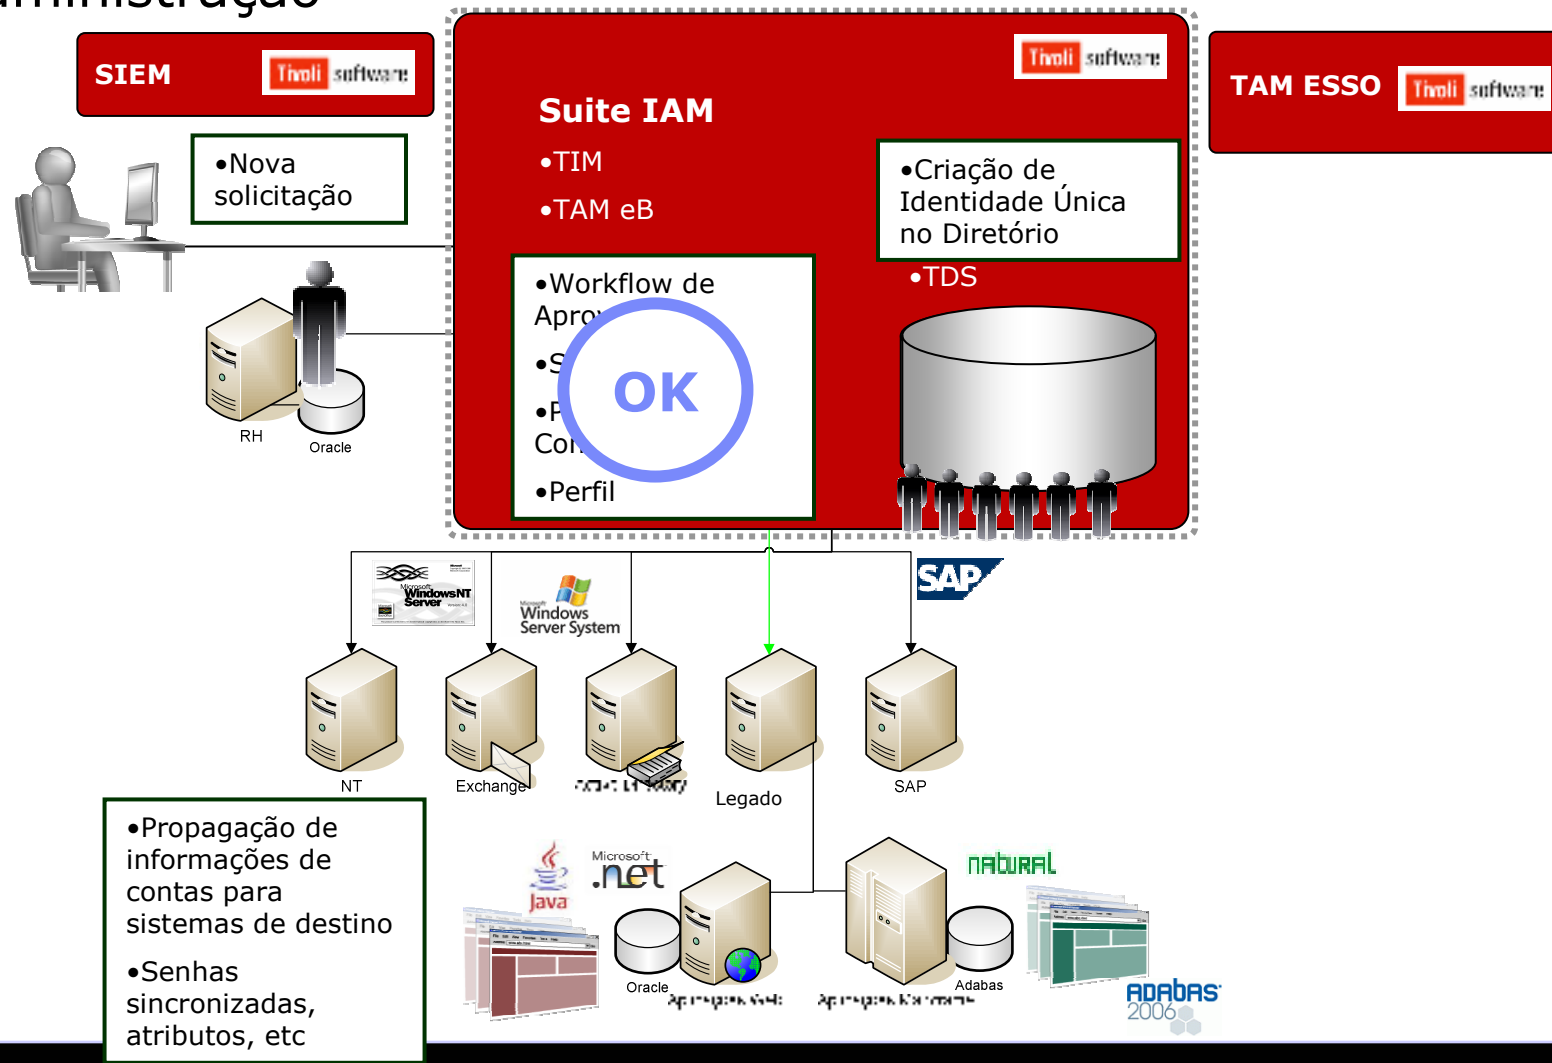 SIEM
Tivoli software
Tivoli software
TAM ESSO
Tivoli software
Suite IAM
•TIM
•TAM eB
•Nova
solicitação
•Criação de
Identidade Única
no Diretório
•TDS
•Workflow de
OK
•Perfil
RH
Oracle
Microsoft
Windows NT
Server
Microsoft
Windows
Server System
SAP
NT
Exchange
Legado
SAP
•Propagação de
informações de
contas para
sistemas de destino
•Senhas
sincronizadas,
atributos, etc
Java
Microsoft
.net
natural
Oracle
Adabas
ADABAS
2006